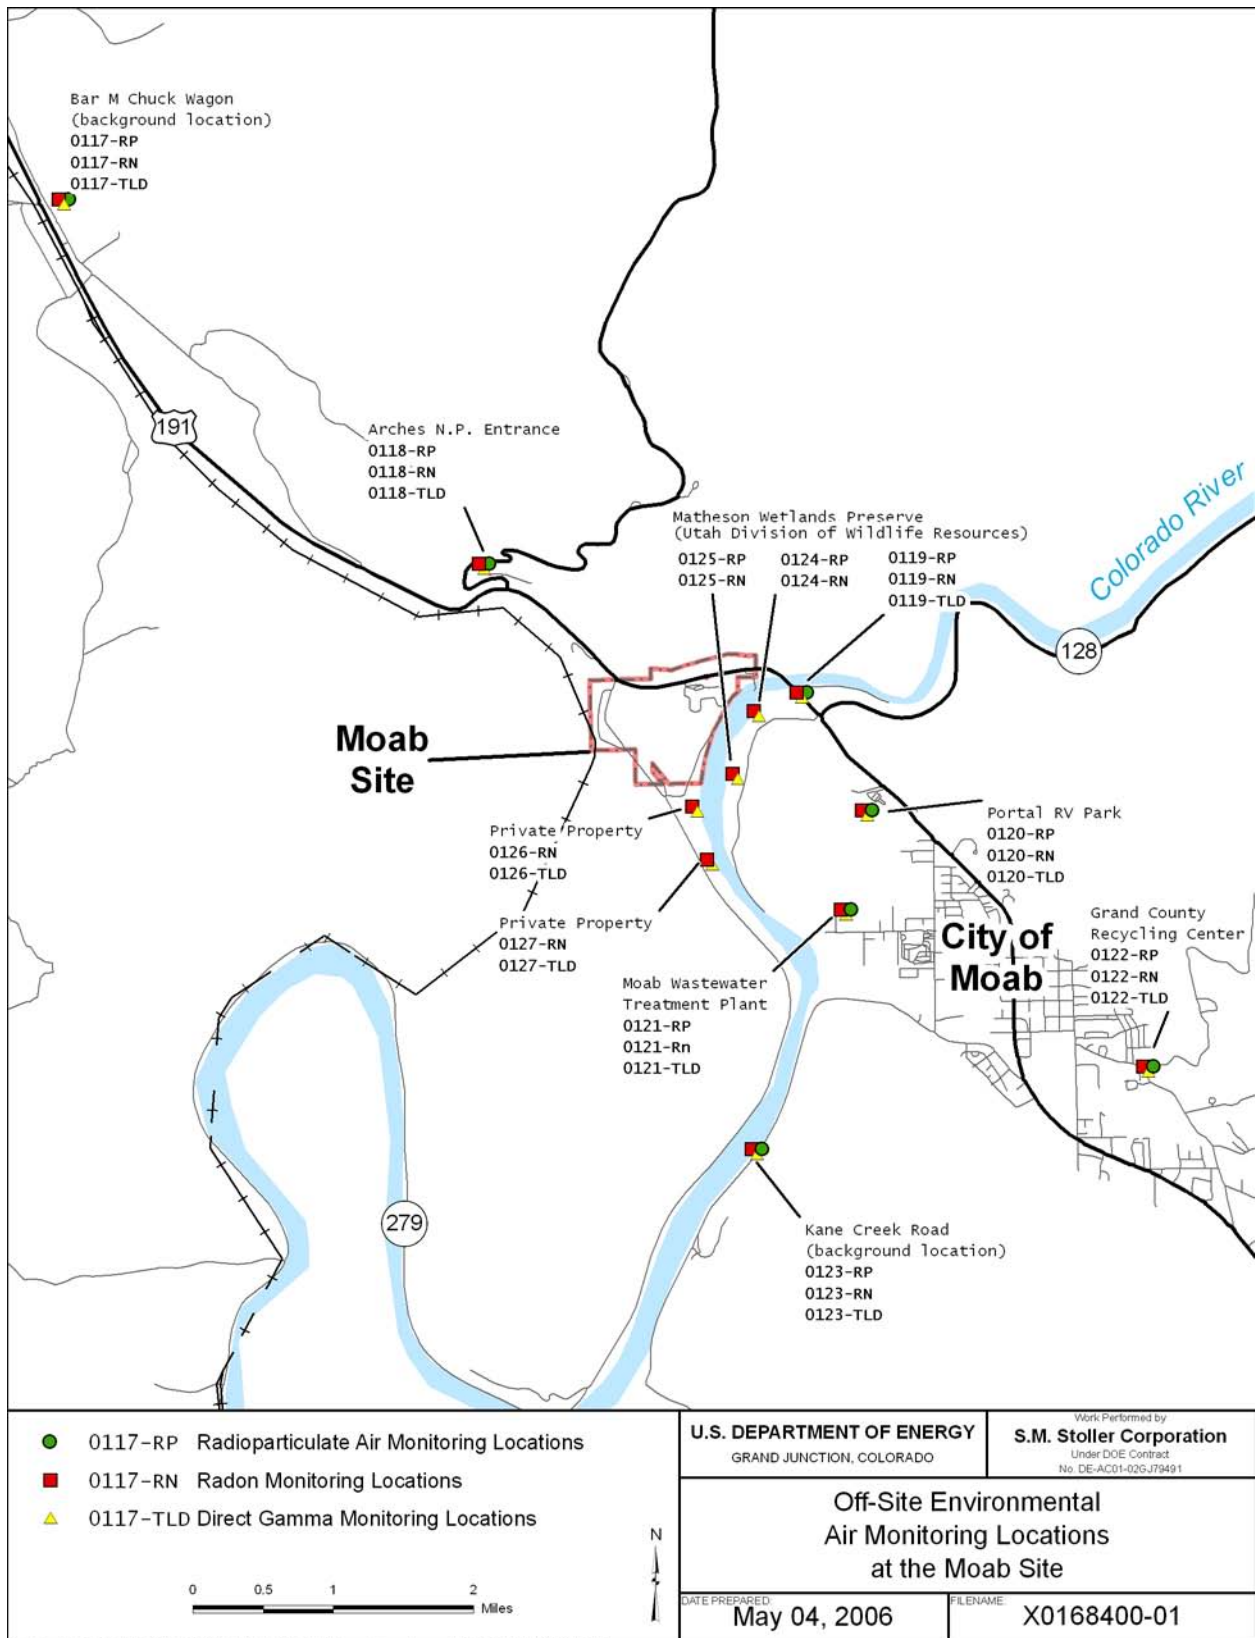 Bar M Chuck Wagon
(background location)
0117-RP
0117-RN
0117-TLD
191
Arches N.P. Entrance
0118-RP
0118-RN
0118-TLD
Colorado River
Matheson Wetlands Preserve
(Utah Division of Wildlife Resources)
0125-RP
0125-RN
0124-RP
0124-RN
0119-RP
0119-RN
0119-TLD
128
Moab
Site
Private Property
0126-RN
0126-TLD
Portal RV Park
0120-RP
0120-RN
0120-TLD
Private Property
0127-RN
0127-TLD
City of
Moab
Grand County
Recycling Center
0122-RP
0122-RN
0122-TLD
Moab Wastewater
Treatment Plant
0121-RP
0121-Rn
0121-TLD
279
Kane Creek Road
(background location)
0123-RP
0123-RN
0123-TLD
0117-RP Radioparticulate Air Monitoring Locations
0117-RN Radon Monitoring Locations
0117-TLD Direct Gamma Monitoring Locations
0 0.5 1 2
Miles
N
U.S. DEPARTMENT OF ENERGY
GRAND JUNCTION, COLORADO
Work Performed by
S.M. Stoller Corporation
Under DOE Contract
No. DE-AC01-02GJ79491
Off-Site Environmental
Air Monitoring Locations
at the Moab Site
DATE PREPARED:
May 04, 2006
FILENAME:
X0168400-01